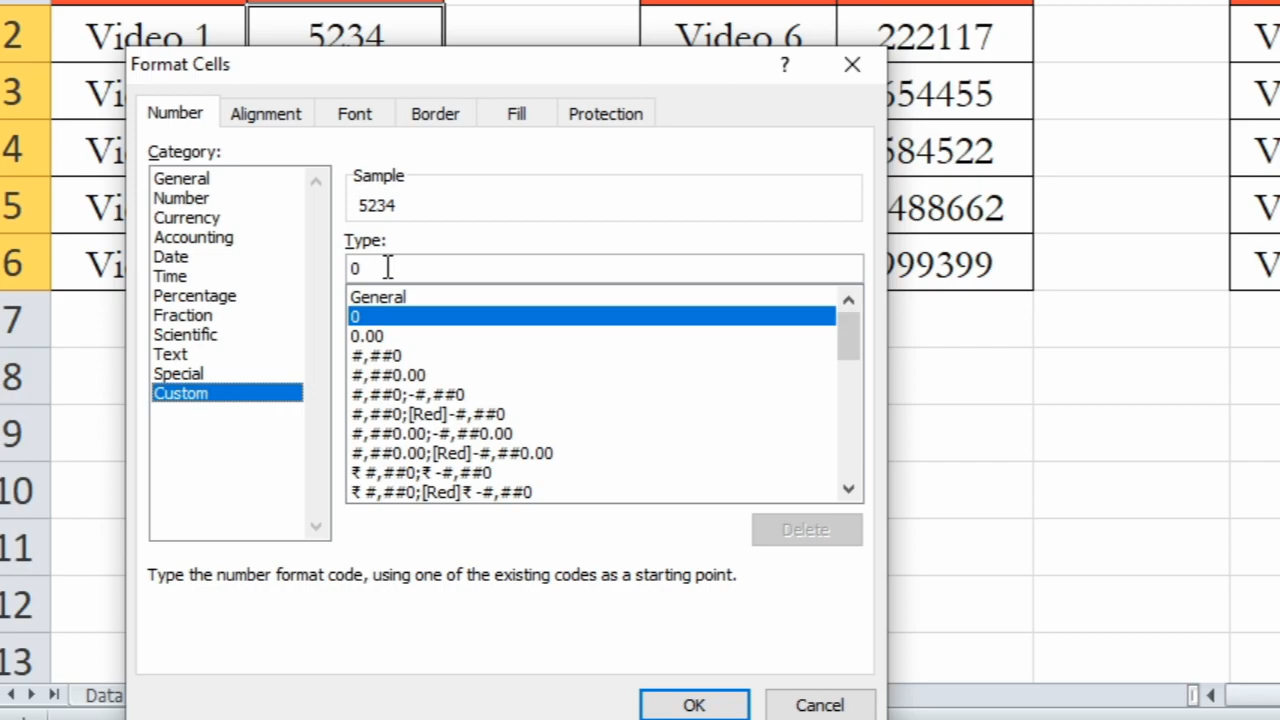 2 Video 1 5234 Video 6 222117 V
Format Cells ?
3 Vi 654455 V
Number Alignment Font Border Fill Protection
4 Vi 584522 V
Category:
General
Number
Currency
Accounting
Date
Time
Percentage
Fraction
Scientific
Text
Special
Custom
Sample
5234
Type:
0
General
0
0.00
#,##0
#,##0.00
#,##0;-#,##0
#,##0;[Red]-#,##0
#,##0.00;-#,##0.00
#,##0.00;[Red]-#,##0.00
₹ #,##0;₹ -#,##0
₹ #,##0;[Red]₹ -#,##0
5 Vi 488662 V
6 Vi 999399 V
7
8
9
10
11
12
13
Delete
Type the number format code, using one of the existing codes as a starting point.
OK Cancel
Data